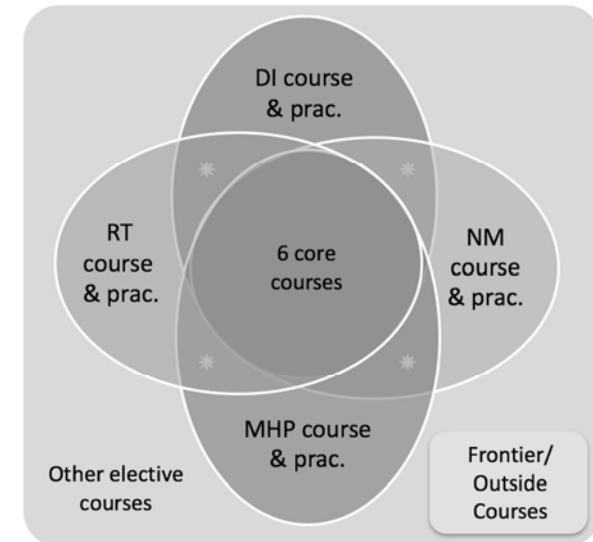 DI course
& prac.
RT
course
& prac.
6 core
courses
NM
course
& prac.
MHP course
& prac.
Other elective
courses
Frontier/
Outside
Courses